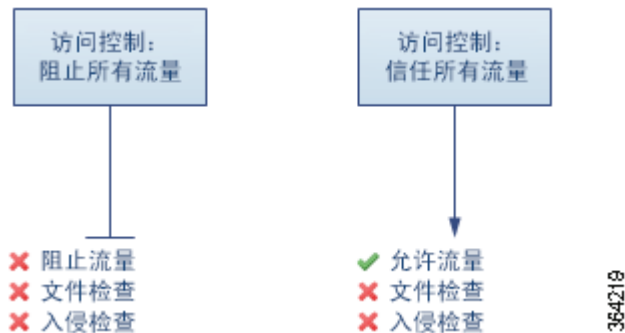 访问控制：
阻止所有流量
访问控制：
信任所有流量
阻止流量
文件检查
入侵检查
允许流量
文件检查
入侵检查
364219